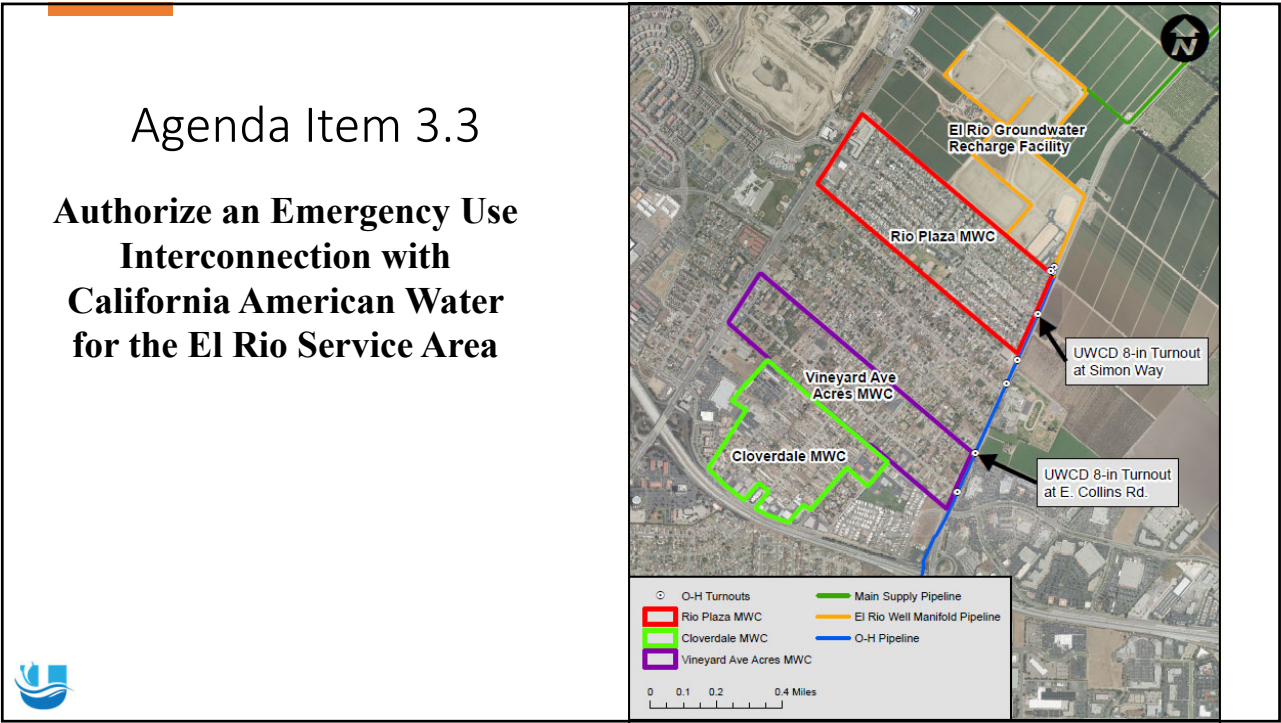 Agenda Item 3.3
Authorize an Emergency Use
Interconnection with
California American Water
for the El Rio Service Area
N
El Rio Groundwater
Recharge Facility
Rio Plaza MWC
UWCD 8-in Turnout
at Simon Way
Vineyard Ave
Acres MWC
Cloverdale MWC
UWCD 8-in Turnout
at E. Collins Rd.
O-H Turnouts
Rio Plaza MWC
Cloverdale MWC
Vineyard Ave Acres MWC
Main Supply Pipeline
El Rio Well Manifold Pipeline
O-H Pipeline
0 0.1 0.2 0.4 Miles